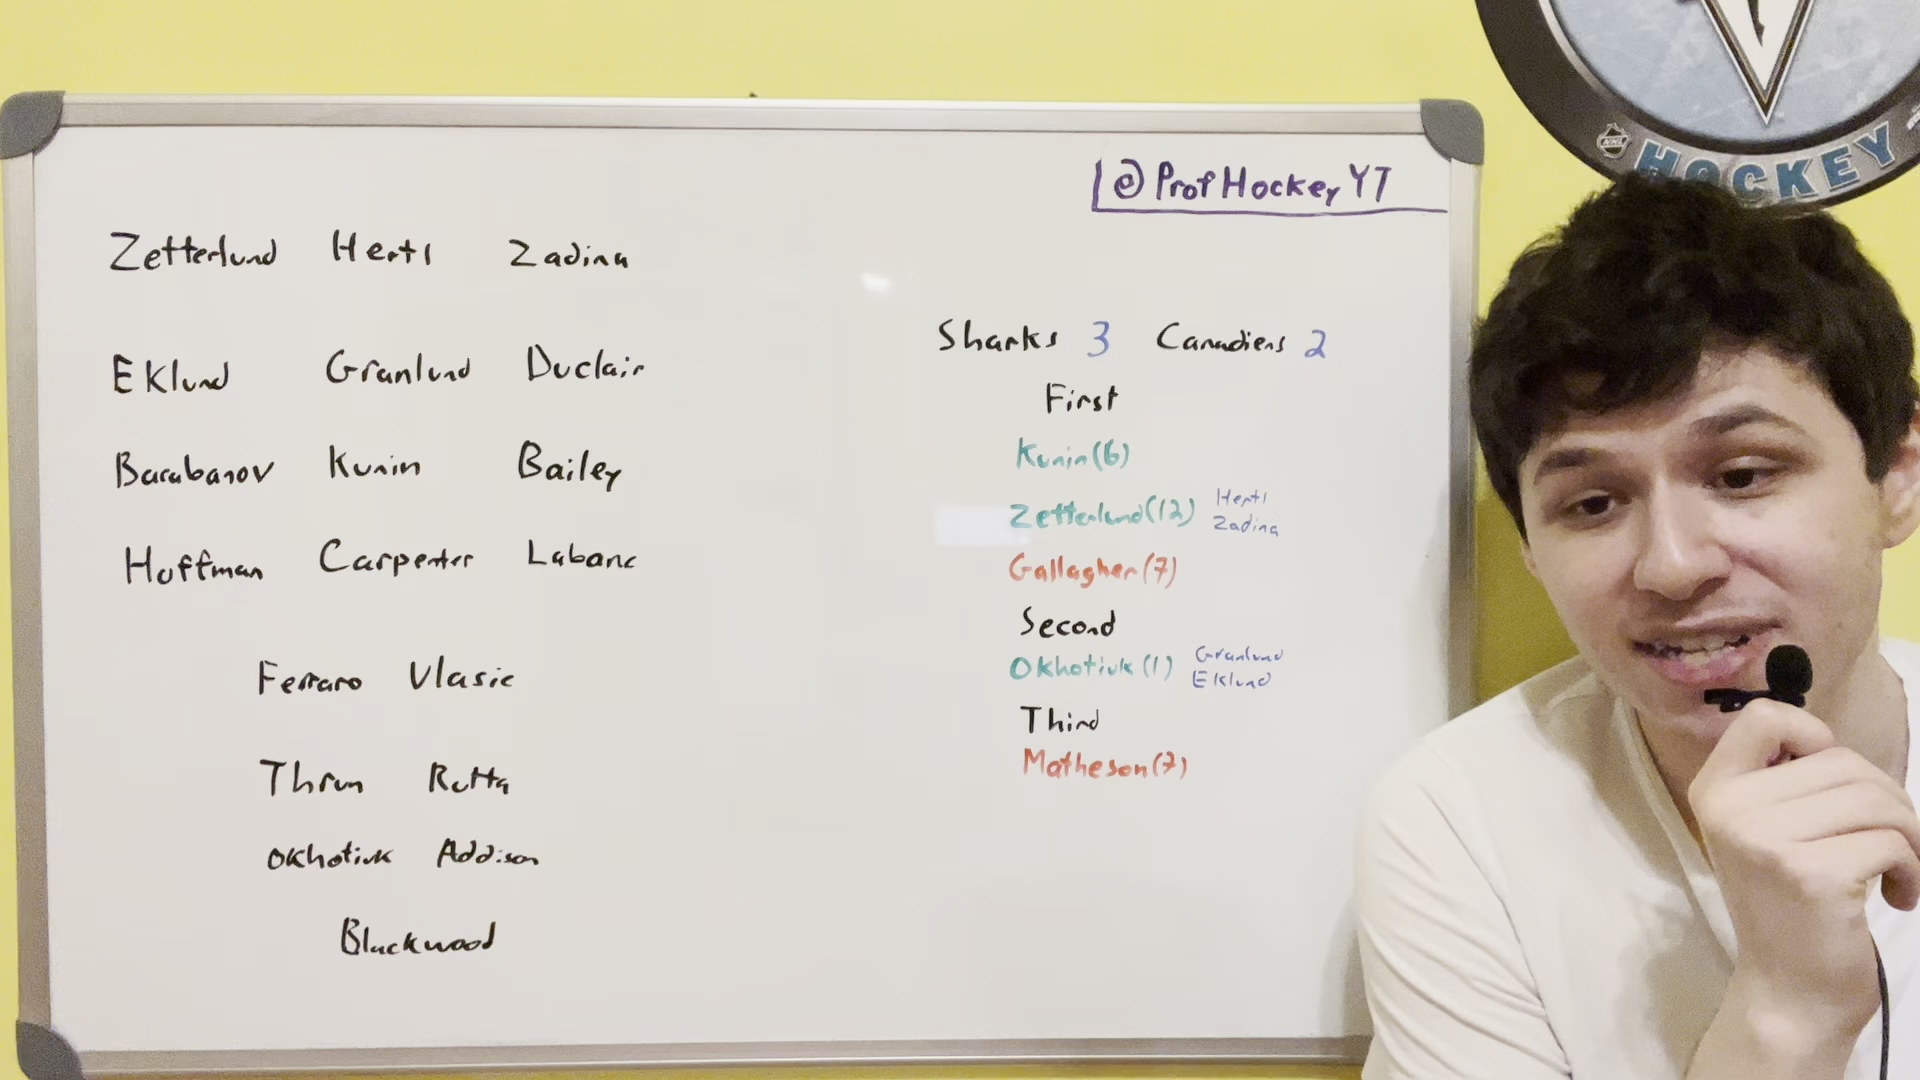 @ProfHockeyYT
Zetterlund Hertl Zadina
Eklund Granlund Duclair
Barabanov Kunin Bailey
Hoffman Carpenter Labanc
Ferraro Vlasic
Thrun Rutta
Okhotiuk Addison
Blackwood
Sharks 3 Canadiens 2
First
Kunin(6)
Zetterlund(12) Hertl
Zadina
Gallagher(7)
Second
Okhotiuk(1) Granlund
Eklund
Third
Matheson(7)
NHL
HOCKEY